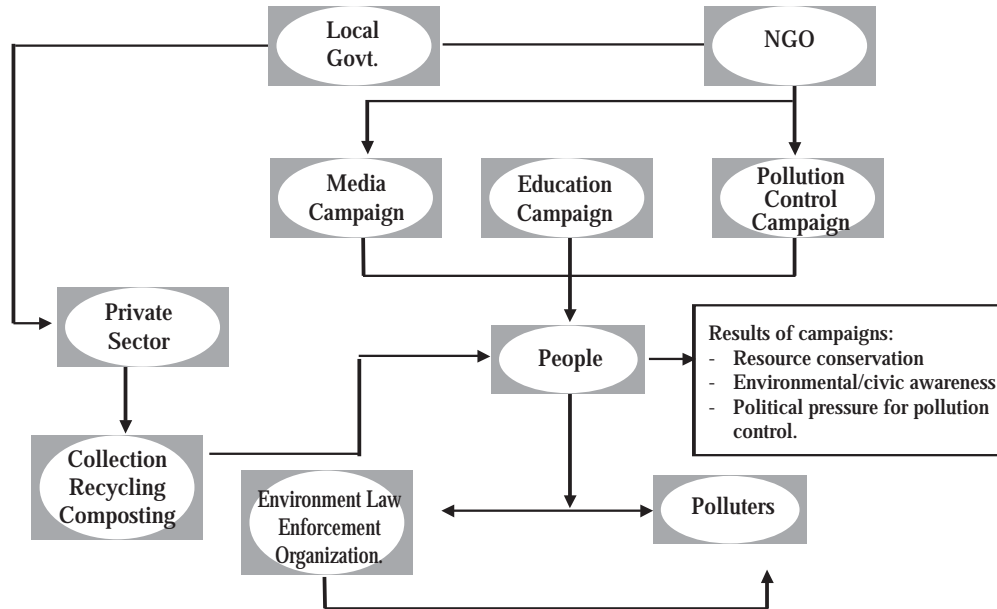 Local
Govt.
NGO
Media
Campaign
Education
Campaign
Pollution
Control
Campaign
Private
Sector
People
Results of campaigns:
- Resource conservation
- Environmental/civic awareness
- Political pressure for pollution
control.
Collection
Recycling
Composting
Environment Law
Enforcement
Organization.
Polluters